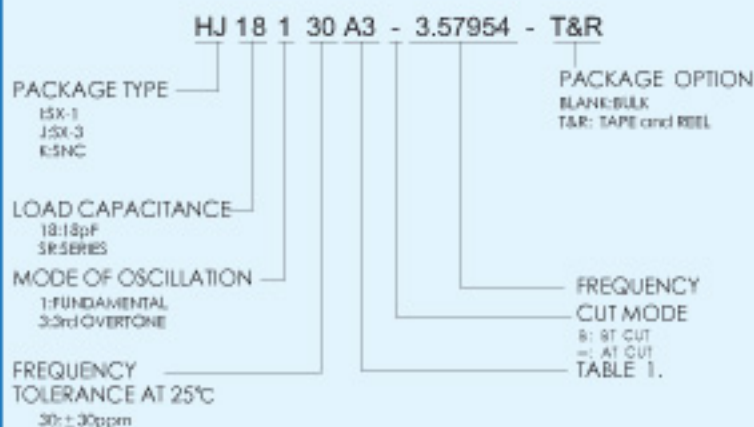 HJ 18 1 30 A3 - 3.57954 - T&R
PACKAGE TYPE
I:SX-1
J:SX-3
K:SNC
PACKAGE OPTION
BLANK:BULK
T&R: TAPE and REEL
LOAD CAPACITANCE
18:18pF
SR:SERIES
MODE OF OSCILLATION
1:FUNDAMENTAL
3:3rd OVERTONE
FREQUENCY
CUT MODE
B: BT CUT
-: AT CUT
TABLE 1.
FREQUENCY
TOLERANCE AT 25℃
30:±30ppm